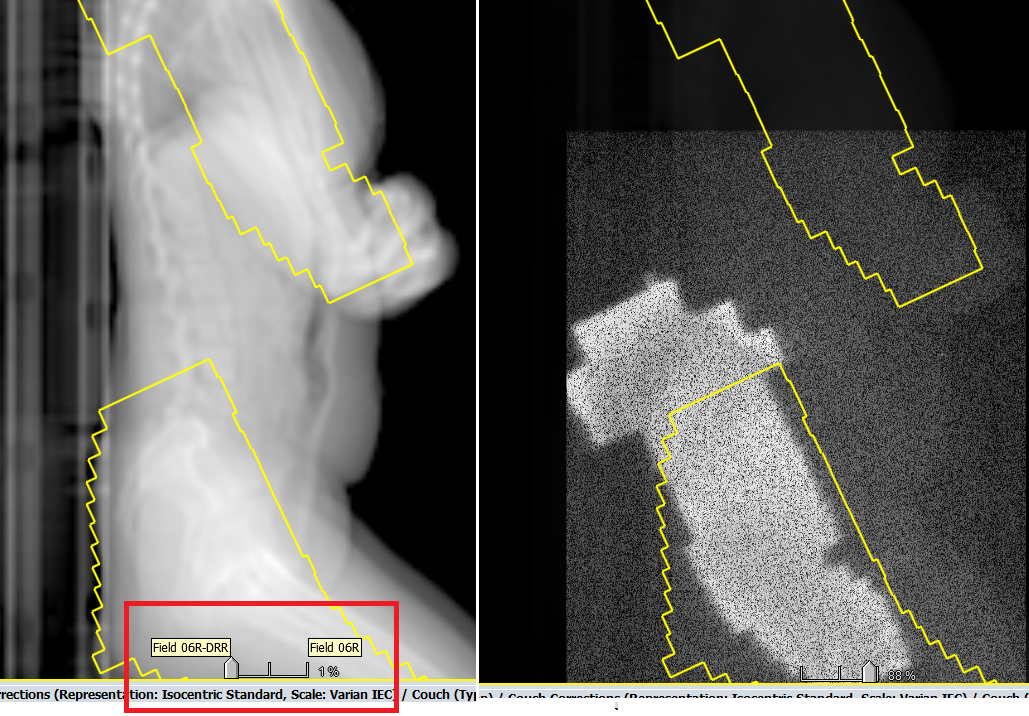 Field 06R-DRR
Field 06R
1 %
88 %
rrections (Representation: Isocentric Standard, Scale: Varian IEC) / Couch (Typ
) / Couch Corrections (Representation: Isocentric Standard, Scale: Varian IEC) / Couch (